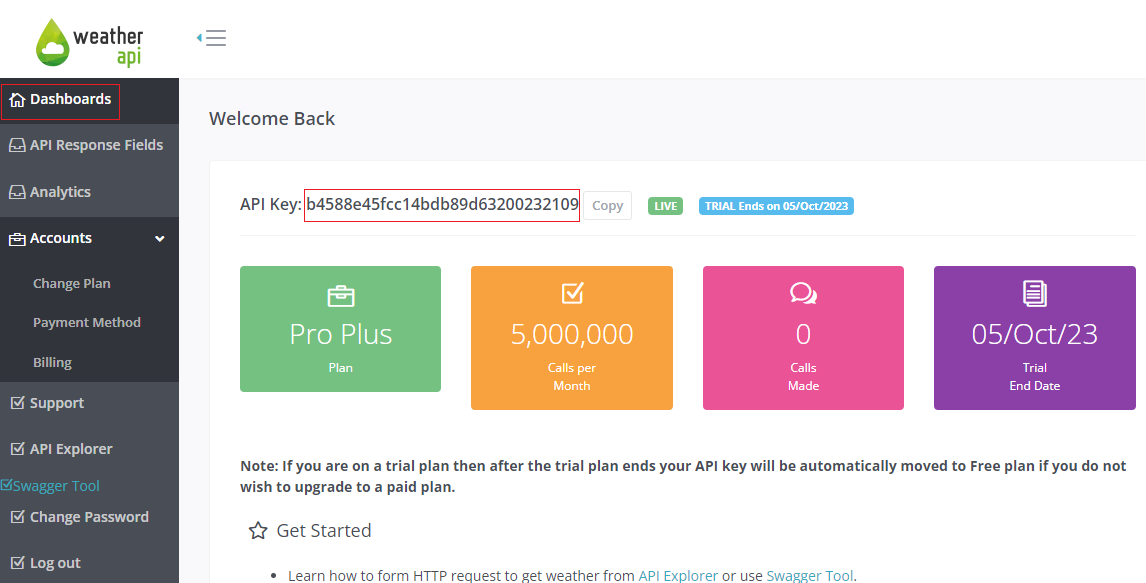 weather
api
Dashboards
API Response Fields
Analytics
Accounts
Change Plan
Payment Method
Billing
Support
API Explorer
Swagger Tool
Change Password
Log out
Welcome Back
API Key: b4588e45fcc14bdb89d63200232109 Copy LIVE TRIAL Ends on 05/Oct/2023
Pro Plus
Plan
5,000,000
Calls per
Month
0
Calls
Made
05/Oct/23
Trial
End Date
Note: If you are on a trial plan then after the trial plan ends your API key will be automatically moved to Free plan if you do not
wish to upgrade to a paid plan.
Get Started
• Learn how to form HTTP request to get weather from API Explorer or use Swagger Tool.